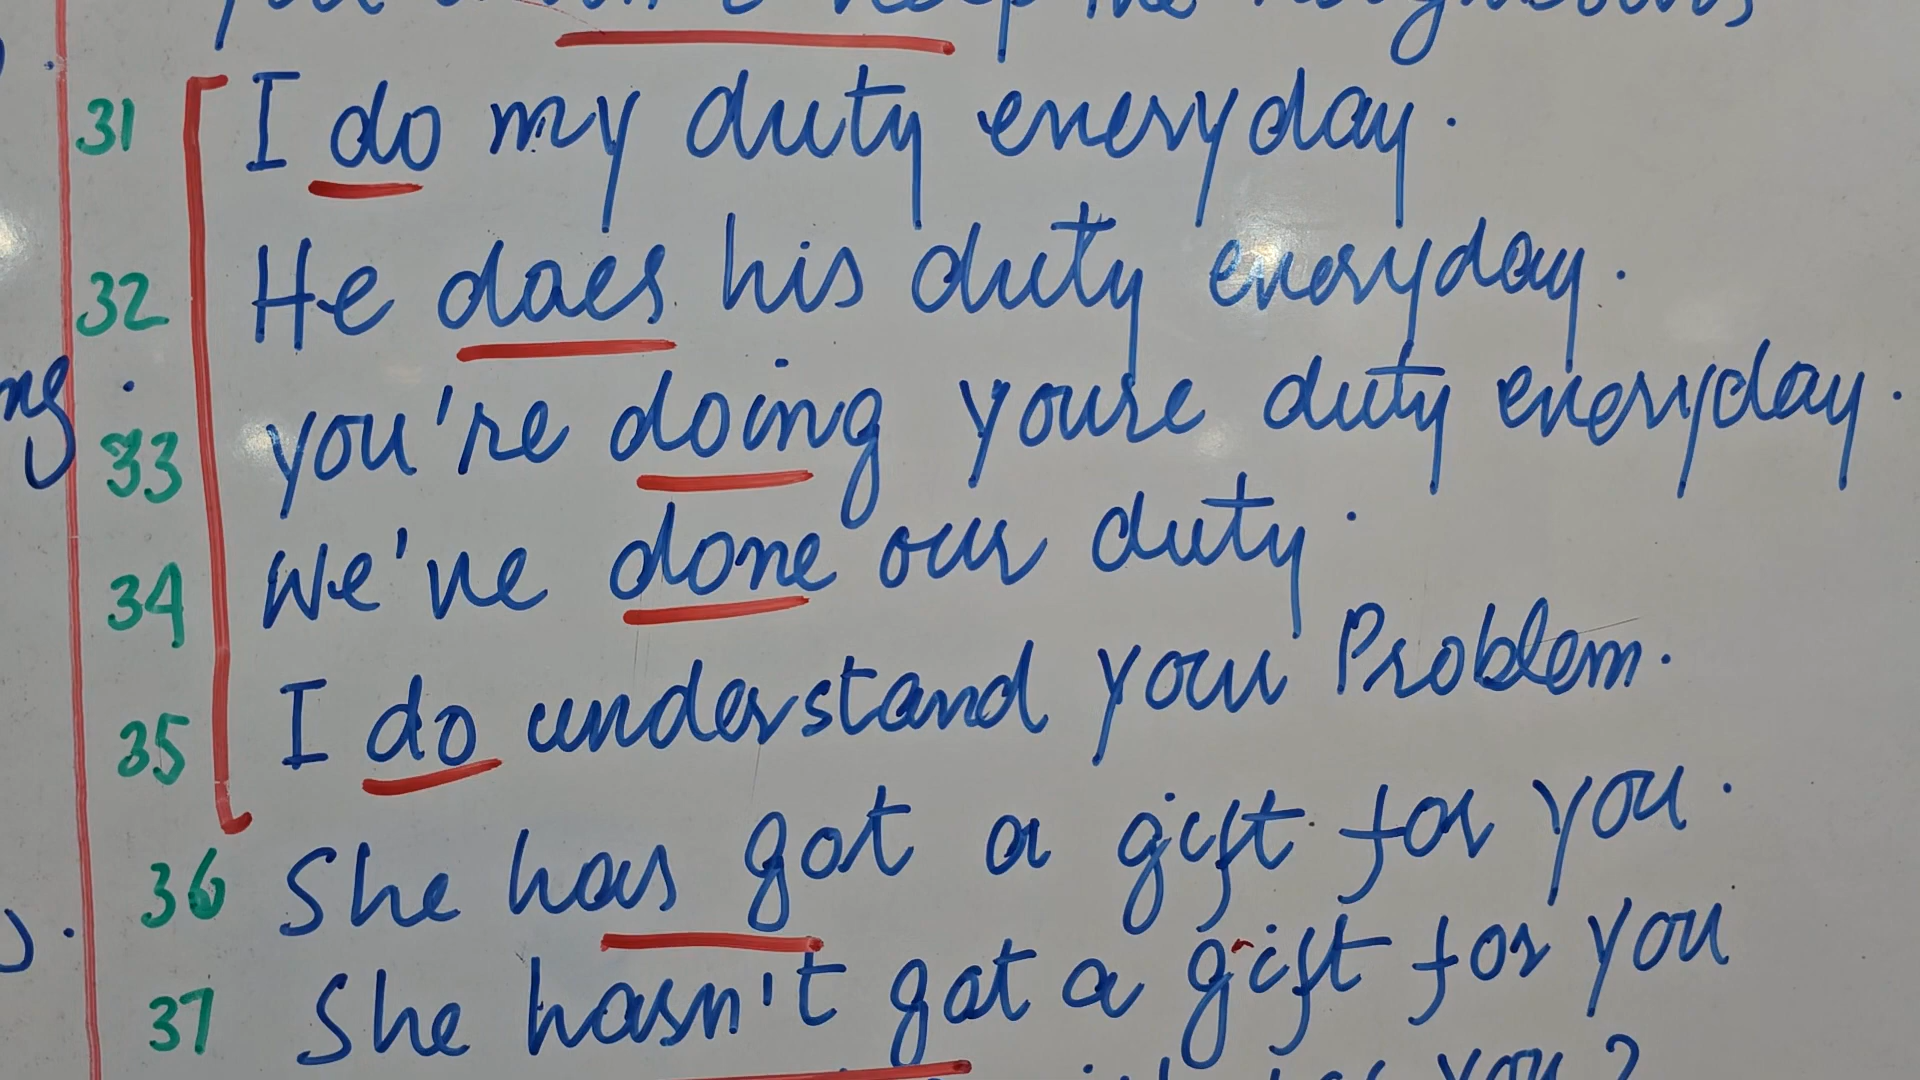 the
31 I do my duty everyday.
32 He does his duty everyday.
33 you're doing youre duty everyday.
34 We've done our duty.
35 I do understand your Problem.
36 She has got a gift for you.
37 She hasn't got a gift for you
you?